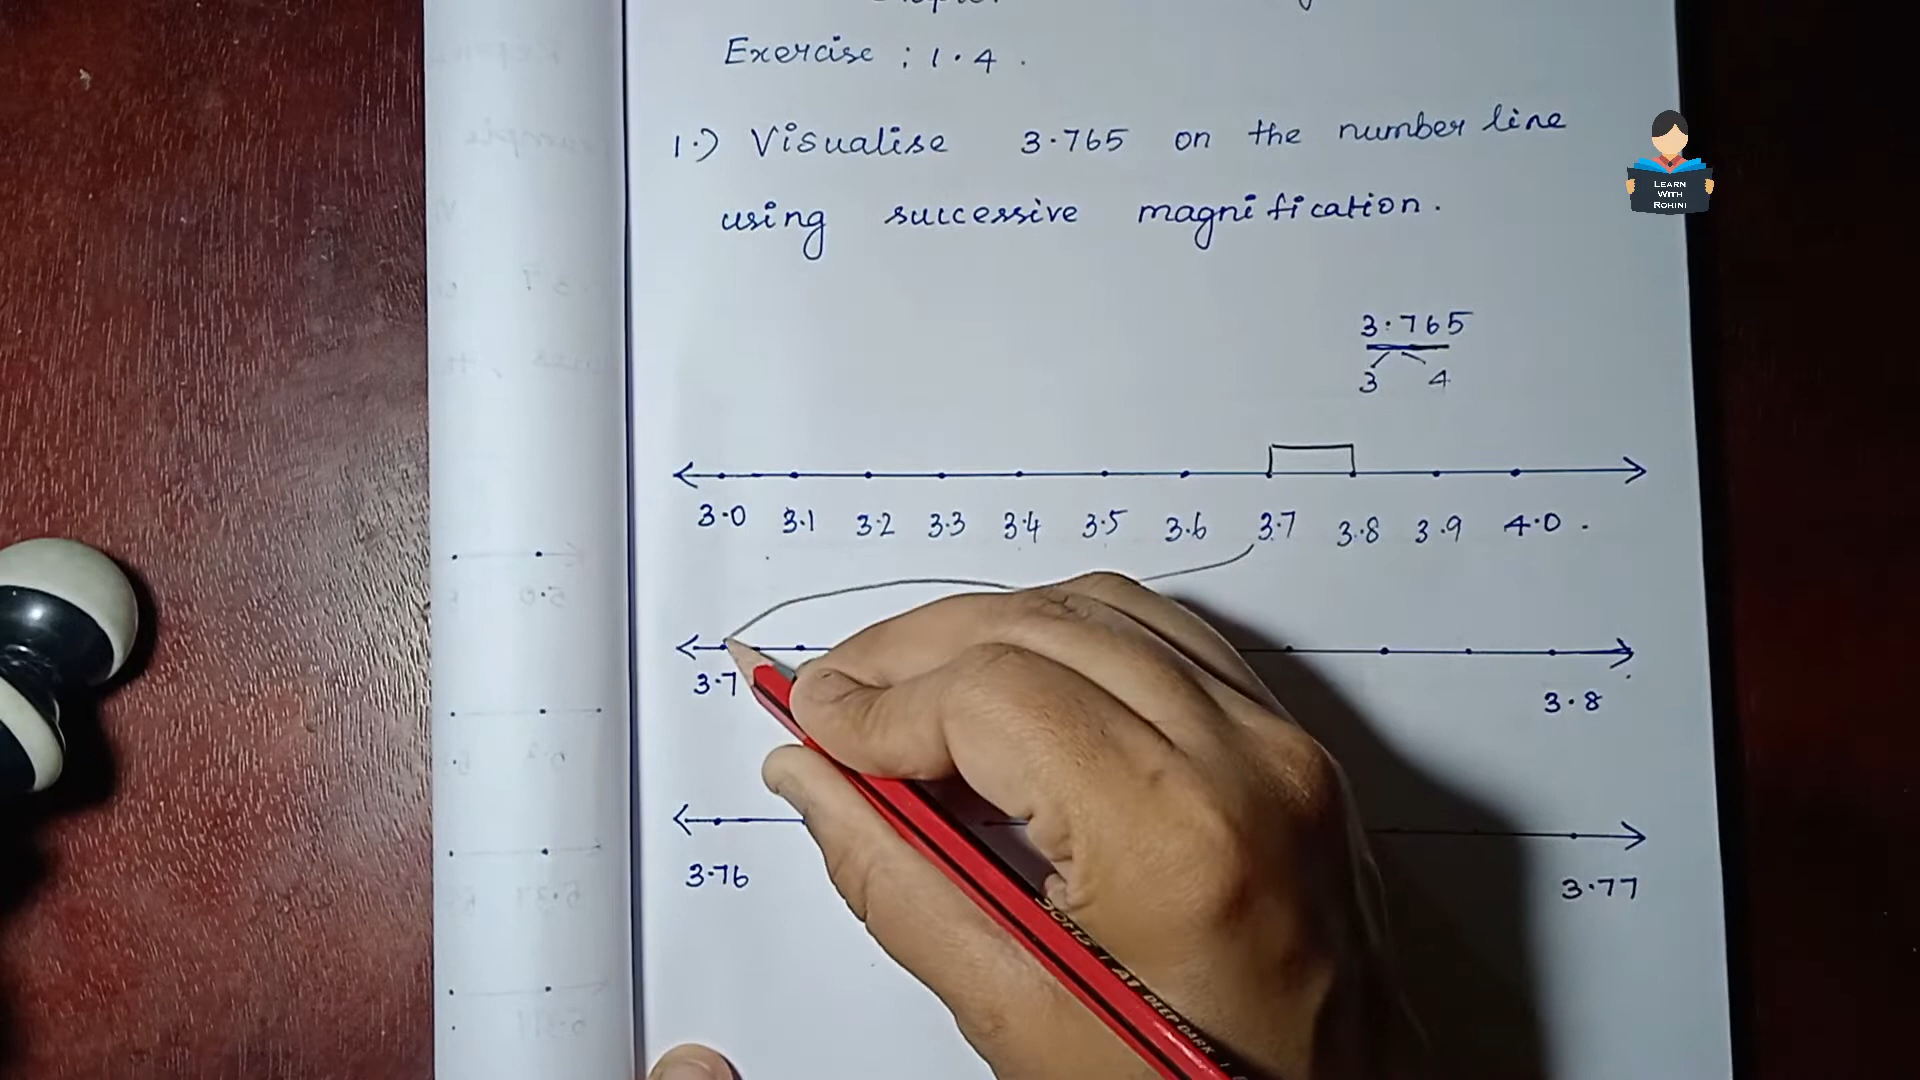 Exercise : 1.4.
1.) Visualise 3.765 on the number line
using successive magnification.
LEARN
WITH
ROHINI
3.765
3 4
3.0 3.1 3.2 3.3 3.4 3.5 3.6 3.7 3.8 3.9 4.0.
3.7 3.8
3.76 3.77
DEEP DARK